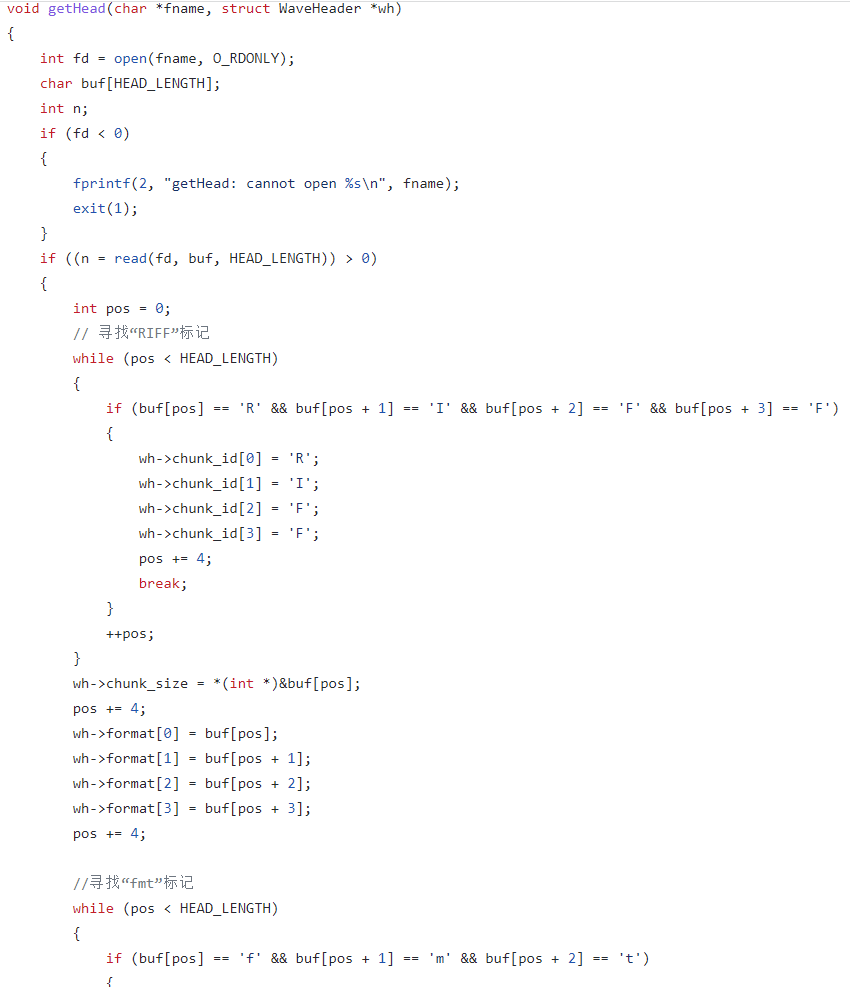 void getHead(char *fname, struct WaveHeader *wh)
{
    int fd = open(fname, O_RDONLY);
    char buf[HEAD_LENGTH];
    int n;
    if (fd < 0)
    {
        fprintf(2, "getHead: cannot open %s\n", fname);
        exit(1);
    }
    if ((n = read(fd, buf, HEAD_LENGTH)) > 0)
    {
        int pos = 0;
        // 寻找“RIFF”标记
        while (pos < HEAD_LENGTH)
        {
            if (buf[pos] == 'R' && buf[pos + 1] == 'I' && buf[pos + 2] == 'F' && buf[pos + 3] == 'F')
            {
                wh->chunk_id[0] = 'R';
                wh->chunk_id[1] = 'I';
                wh->chunk_id[2] = 'F';
                wh->chunk_id[3] = 'F';
                pos += 4;
                break;
            }
            ++pos;
        }
        wh->chunk_size = *(int *)&buf[pos];
        pos += 4;
        wh->format[0] = buf[pos];
        wh->format[1] = buf[pos + 1];
        wh->format[2] = buf[pos + 2];
        wh->format[3] = buf[pos + 3];
        pos += 4;

        //寻找“fmt”标记
        while (pos < HEAD_LENGTH)
        {
            if (buf[pos] == 'f' && buf[pos + 1] == 'm' && buf[pos + 2] == 't')
            {